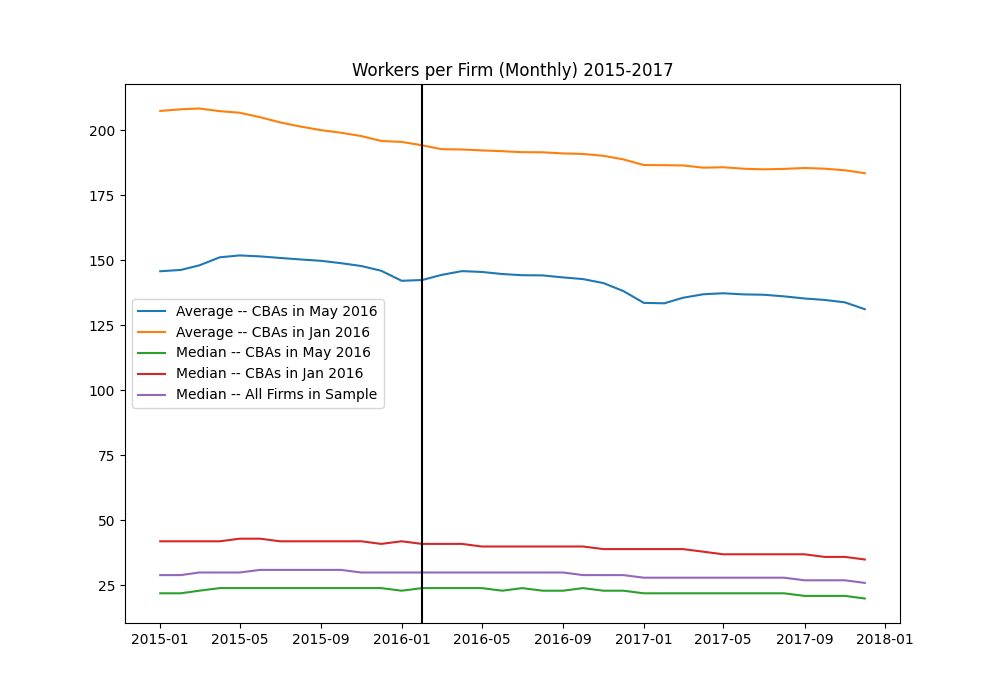 Workers per Firm (Monthly) 2015-2017
200
175
150
125
100
75
50
25
Average -- CBAs in May 2016
Average -- CBAs in Jan 2016
Median -- CBAs in May 2016
Median -- CBAs in Jan 2016
Median -- All Firms in Sample
2015-01 2015-05 2015-09 2016-01 2016-05 2016-09 2017-01 2017-05 2017-09 2018-01